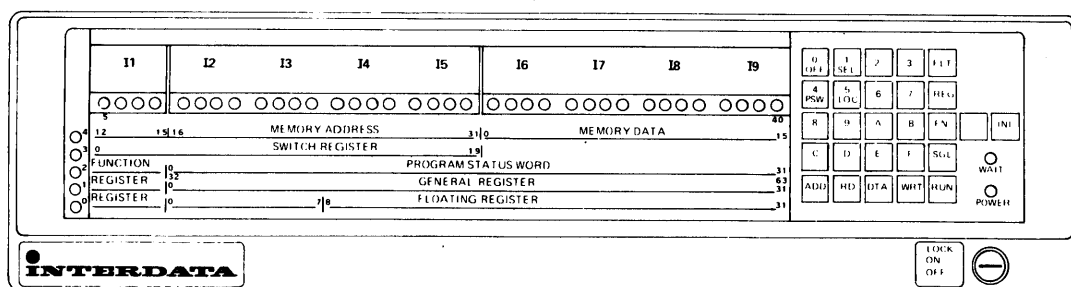 I1 I2 I3 I4 I5 I6 I7 I8 I9
5 40
4 12 15 16 MEMORY ADDRESS 31 0 MEMORY DATA 15
3 0 SWITCH REGISTER 19
2 FUNCTION 0 PROGRAM STATUS WORD 31
32 63
1 REGISTER 0 GENERAL REGISTER 31
0 REGISTER 0 7 8 FLOATING REGISTER 31
0 OFF 1 SEL 2 3 FLT
4 PSW 5 LOC 6 7 REG
8 9 A B FN INI
C D E F SGL
WAIT
ADD RD DTA WRT RUN
POWER
INTERDATA
LOCK
ON
OFF